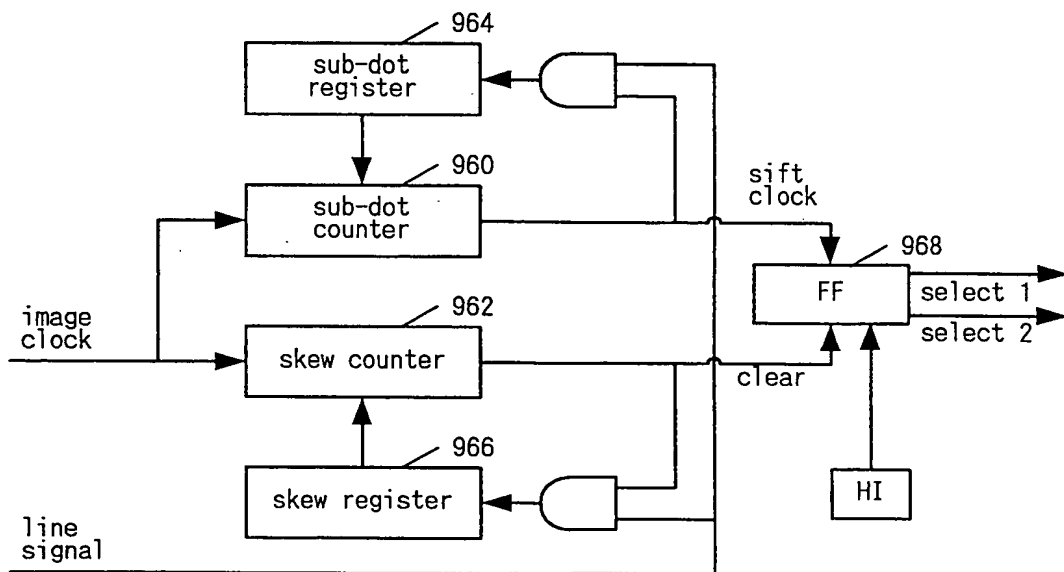 964
sub-dot
register
960
sub-dot
counter
sift
clock
968
FF
select 1
select 2
image
clock
962
skew counter
clear
966
skew register
HI
line
signal